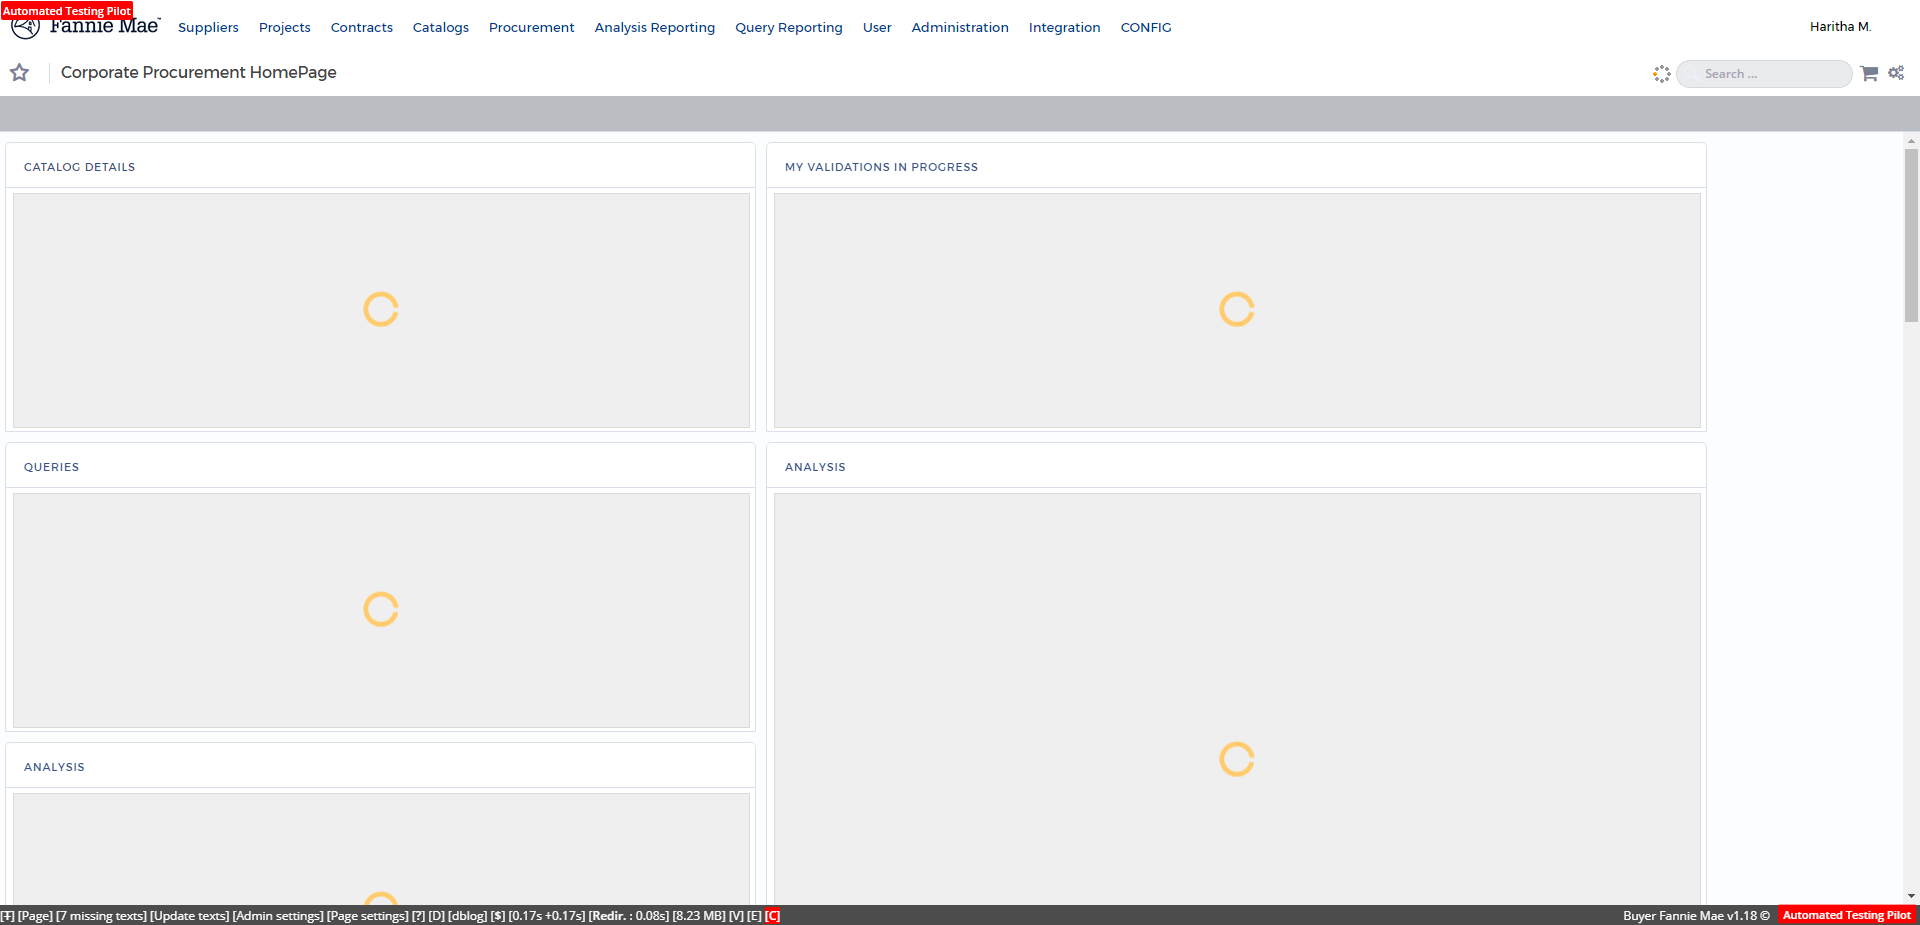 Automated Testing Pilot
Fannie Mae™
Suppliers Projects Contracts Catalogs Procurement Analysis Reporting Query Reporting User Administration Integration CONFIG
Haritha M.
Corporate Procurement HomePage
Search ...
CATALOG DETAILS
MY VALIDATIONS IN PROGRESS
QUERIES
ANALYSIS
ANALYSIS
[T] [Page] [7 missing texts] [Update texts] [Admin settings] [Page settings] [?] [D] [dblog] [$] [0.17s +0.17s] [Redir. : 0.08s] [8.23 MB] [V] [E] [C]
Buyer Fannie Mae v1.18 © Automated Testing Pilot